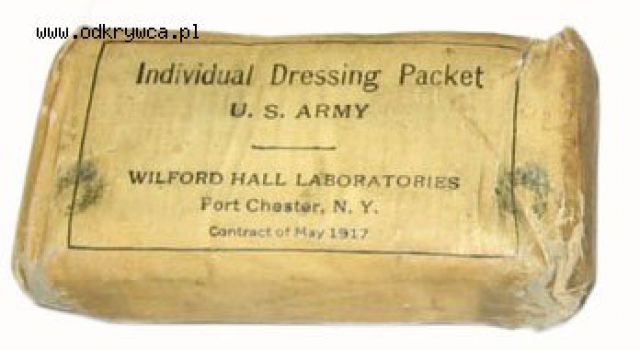 www.odkrywca.pl
Individual Dressing Packet
U. S. ARMY
WILFORD HALL LABORATORIES
Port Chester, N. Y.
Contract of May 1917